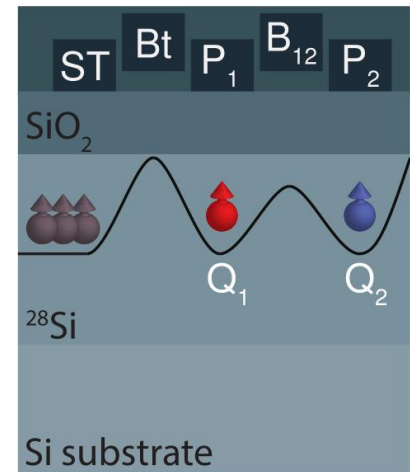 ST Bt P₁ B₁₂ P₂
SiO₂
Q₁ Q₂
²⁸Si
Si substrate